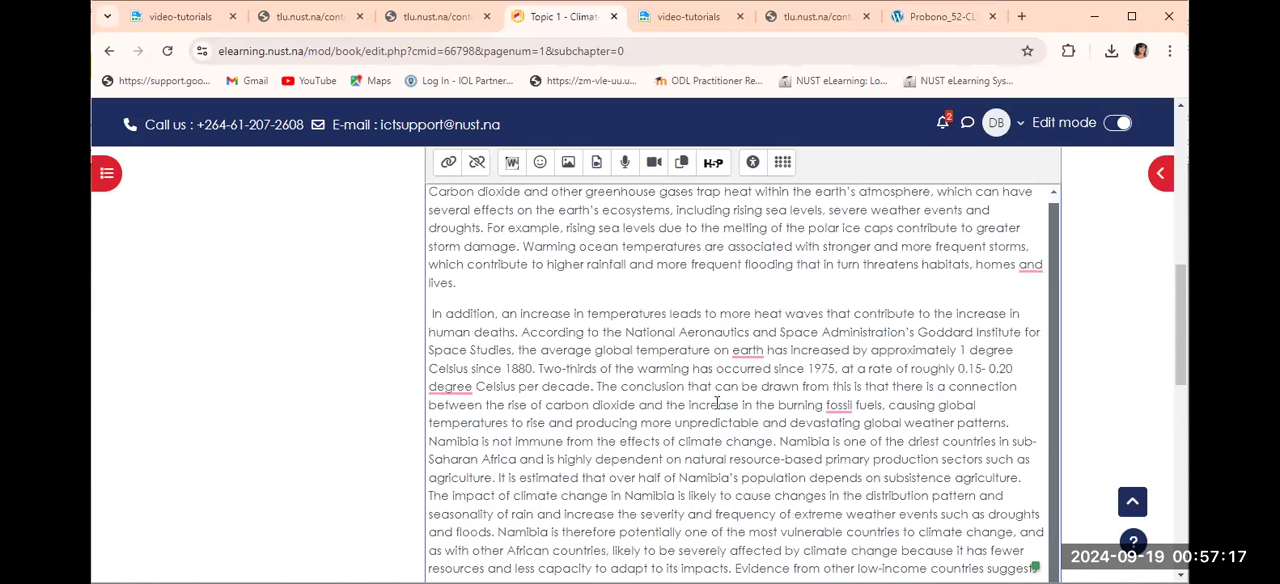 video-tutorials
tlu.nust.na/cont
tlu.nust.na/cont
Topic 1 - Climat
video-tutorials
tlu.nust.na/cont
Probono_52-CL
elearning.nust.na/mod/book/edit.php?cmid=66798&pagenum=1&subchapter=0
https://support.goo...
Gmail
YouTube
Maps
Log In - IOL Partner...
https://zm-vle-uu.u...
ODL Practitioner Re...
NUST eLearning: Lo...
NUST eLearning Sys...
Call us : +264-61-207-2608 E-mail : ictsupport@nust.na
2
DB
Edit mode
H5P
Carbon dioxide and other greenhouse gases trap heat within the earth's atmosphere, which can have
several effects on the earth's ecosystems, including rising sea levels, severe weather events and
droughts. For example, rising sea levels due to the melting of the polar ice caps contribute to greater
storm damage. Warming ocean temperatures are associated with stronger and more frequent storms,
which contribute to higher rainfall and more frequent flooding that in turn threatens habitats, homes and
lives.
In addition, an increase in temperatures leads to more heat waves that contribute to the increase in
human deaths. According to the National Aeronautics and Space Administration's Goddard Institute for
Space Studies, the average global temperature on earth has increased by approximately 1 degree
Celsius since 1880. Two-thirds of the warming has occurred since 1975, at a rate of roughly 0.15- 0.20
degree Celsius per decade. The conclusion that can be drawn from this is that there is a connection
between the rise of carbon dioxide and the increase in the burning fossil fuels, causing global
temperatures to rise and producing more unpredictable and devastating global weather patterns.
Namibia is not immune from the effects of climate change. Namibia is one of the driest countries in sub-
Saharan Africa and is highly dependent on natural resource-based primary production sectors such as
agriculture. It is estimated that over half of Namibia's population depends on subsistence agriculture.
The impact of climate change in Namibia is likely to cause changes in the distribution pattern and
seasonality of rain and increase the severity and frequency of extreme weather events such as droughts
and floods. Namibia is therefore potentially one of the most vulnerable countries to climate change, and
as with other African countries, likely to be severely affected by climate change because it has fewer
resources and less capacity to adapt to its impacts. Evidence from other low-income countries suggests
?
2024-09-19 00:57:17